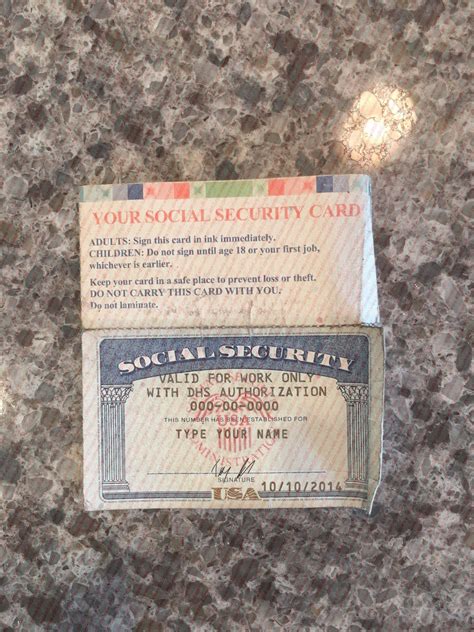 YOUR SOCIAL SECURITY CARD
ADULTS: Sign this card in ink immediately.
CHILDREN: Do not sign until age 18 or your first job,
whichever is earlier.
Keep your card in a safe place to prevent loss or theft.
DO NOT CARRY THIS CARD WITH YOU.
Do not laminate.
SOCIAL SECURITY
VALID FOR WORK ONLY
WITH DHS AUTHORIZATION
000-00-0000
THIS NUMBER HAS BEEN ESTABLISHED FOR
TYPE YOUR NAME
SIGNATURE
USA
10/10/2014